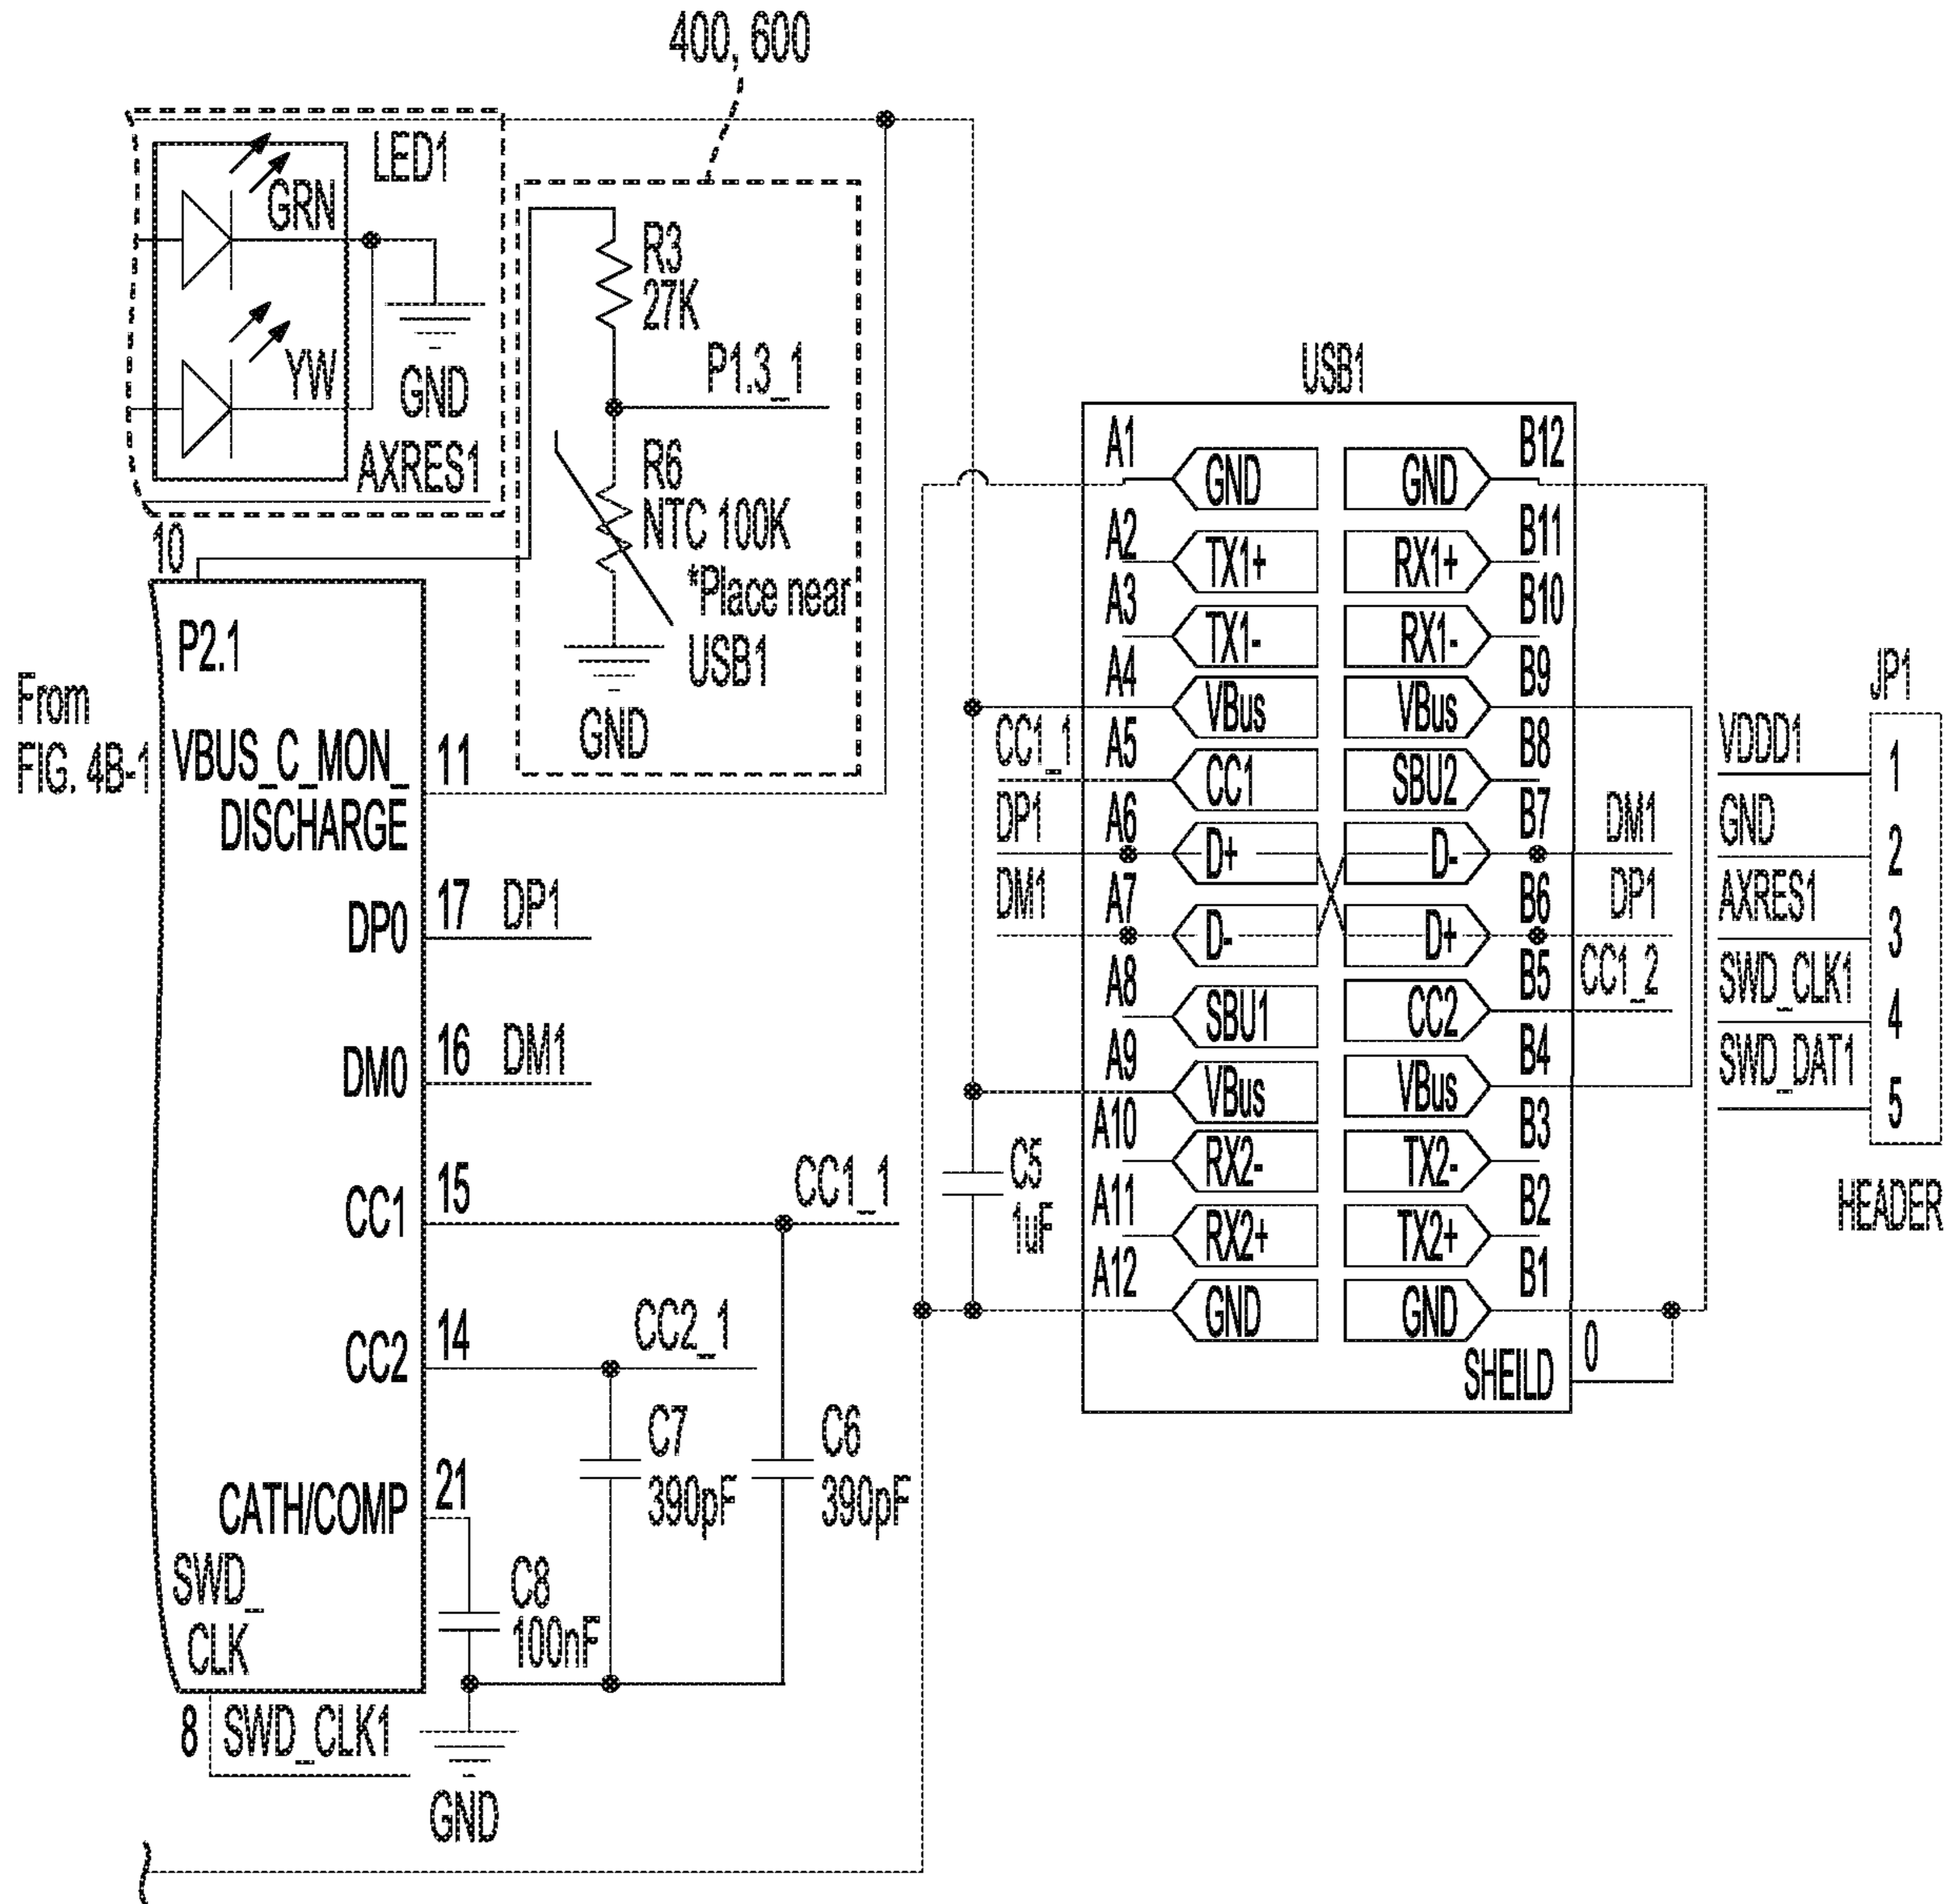 400, 600
LED1
GRN
YW
GND
AXRES1
R3
27K
P1.3_1
R6
NTC 100K
*Place near
USB1
GND
10
P2.1
From
FIG. 4B-1
VBUS_C_MON_
DISCHARGE
11
DP0
17
DP1
DM0
16
DM1
CC1
15
CC1_1
CC2
14
CC2_1
C7
390pF
C6
390pF
CATH/COMP
21
C8
100nF
SWD_
CLK
8
SWD_CLK1
GND
C5
1uF
USB1
A1
GND
GND
B12
A2
TX1+
RX1+
B11
A3
TX1-
RX1-
B10
A4
VBus
VBus
B9
CC1_1
A5
CC1
SBU2
B8
DP1
A6
D+
D-
B7
DM1
DM1
A7
D-
D+
B6
DP1
A8
SBU1
CC2
B5
CC1_2
A9
VBus
VBus
B4
A10
RX2-
TX2-
B3
A11
RX2+
TX2+
B2
A12
GND
GND
B1
SHEILD
0
JP1
VDDD1
1
GND
2
AXRES1
3
SWD_CLK1
4
SWD_DAT1
5
HEADER